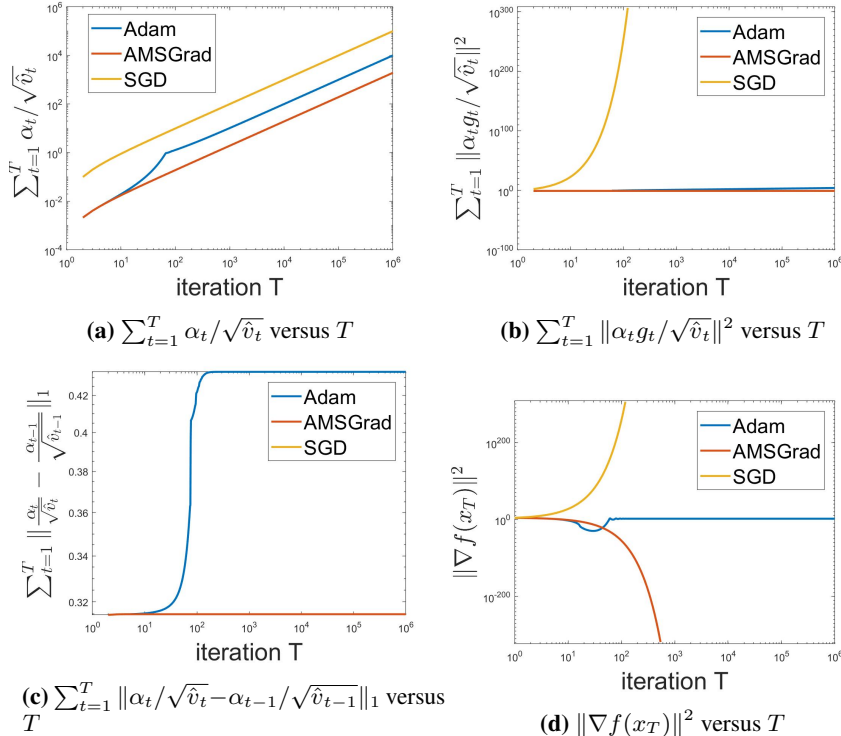 10^6
10^4
10^2
10^0
10^-2
10^-4
∑_{t=1}^T α_t/√v̂_t
Adam
AMSGrad
SGD
10^0 10^1 10^2 10^3 10^4 10^5 10^6
iteration T
(a) ∑_{t=1}^T α_t/√v̂_t versus T
10^300
10^200
10^100
10^0
10^-100
∑_{t=1}^T ||α_t g_t/√v̂_t||^2
Adam
AMSGrad
SGD
10^0 10^1 10^2 10^3 10^4 10^5 10^6
iteration T
(b) ∑_{t=1}^T ||α_t g_t/√v̂_t||^2 versus T
0.42
0.4
0.38
0.36
0.34
0.32
∑_{t=1}^T ||α_t/√v̂_t − α_{t−1}/√v̂_{t−1}||_1
Adam
AMSGrad
SGD
10^0 10^1 10^2 10^3 10^4 10^5 10^6
iteration T
(c) ∑_{t=1}^T ||α_t/√v̂_t−α_{t−1}/√v̂_{t−1}||_1 versus
T
10^200
10^0
10^-200
||∇f(x_T)||^2
Adam
AMSGrad
SGD
10^0 10^1 10^2 10^3 10^4 10^5 10^6
iteration T
(d) ||∇f(x_T)||^2 versus T